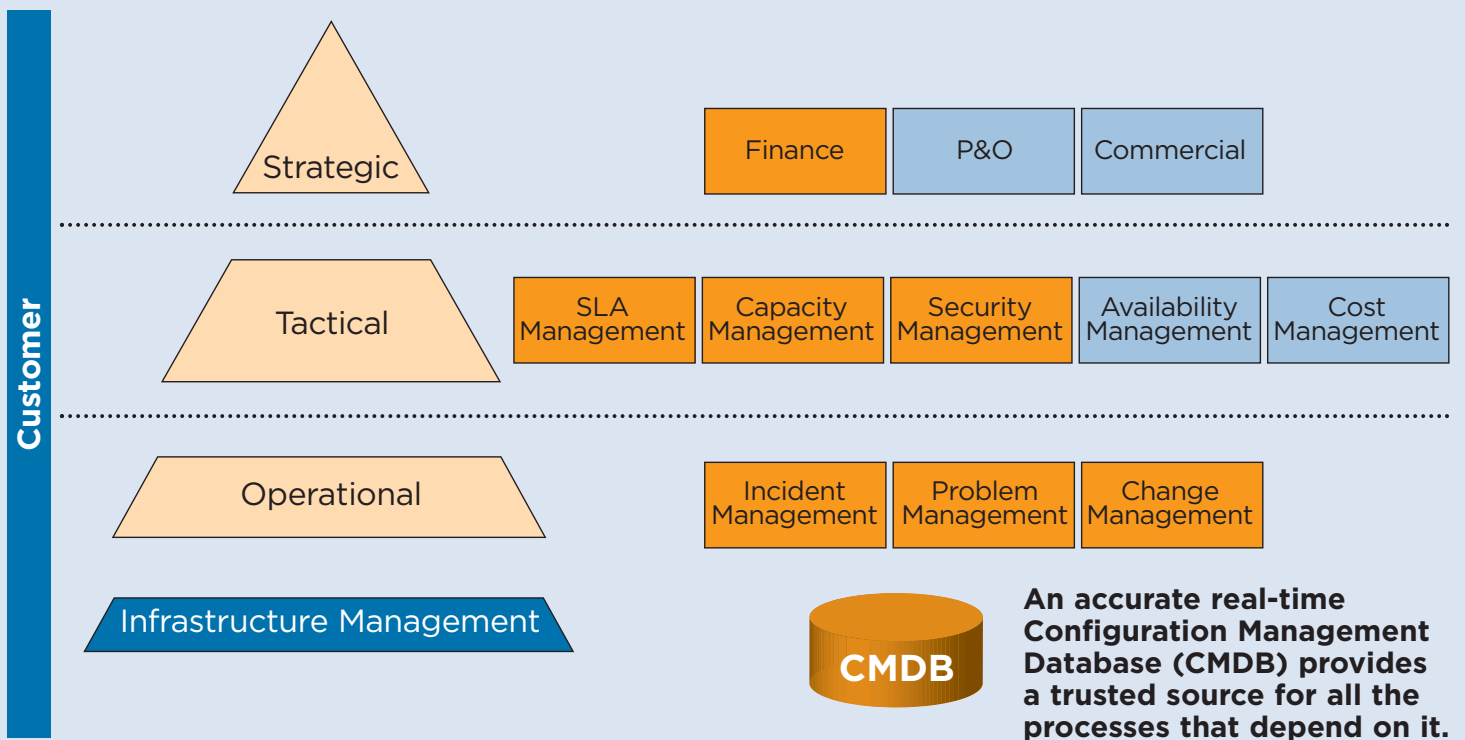 Customer
Strategic
Finance
P&O
Commercial
Tactical
SLA
Management
Capacity
Management
Security
Management
Availability
Management
Cost
Management
Operational
Incident
Management
Problem
Management
Change
Management
Infrastructure Management
CMDB
An accurate real-time
Configuration Management
Database (CMDB) provides
a trusted source for all the
processes that depend on it.